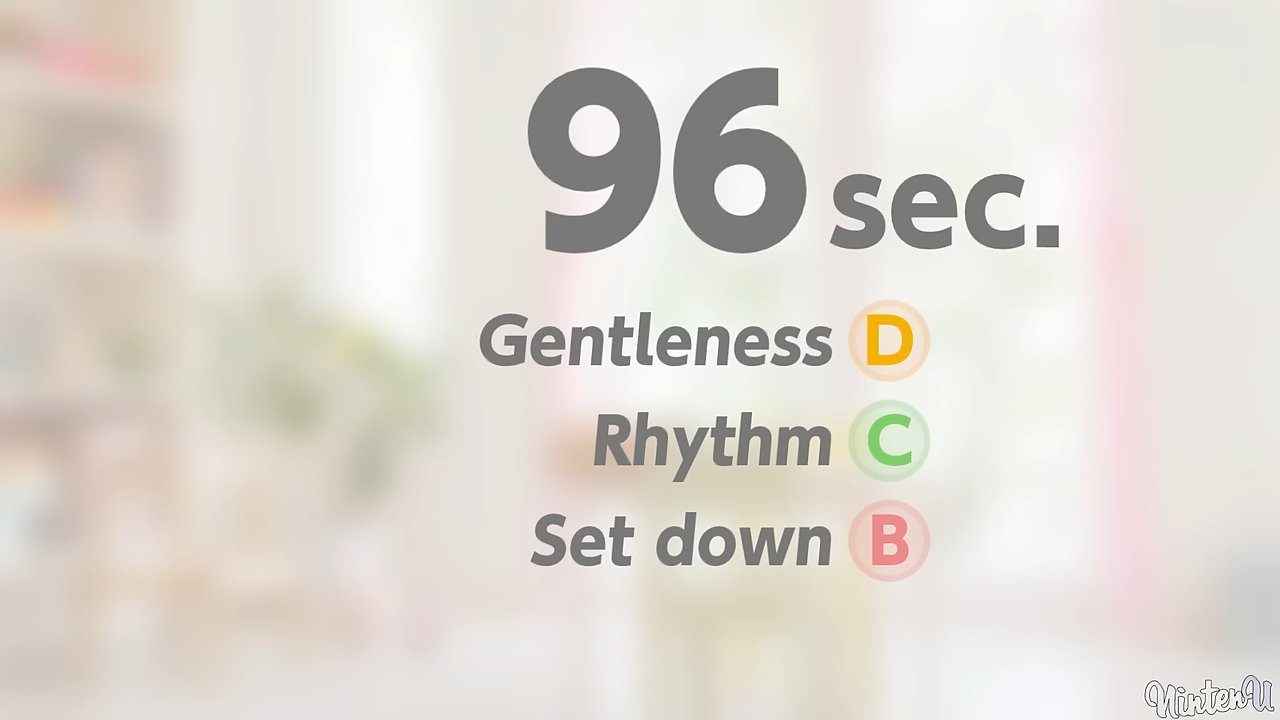 96 sec.
Gentleness D
Rhythm C
Set down B
NintenU